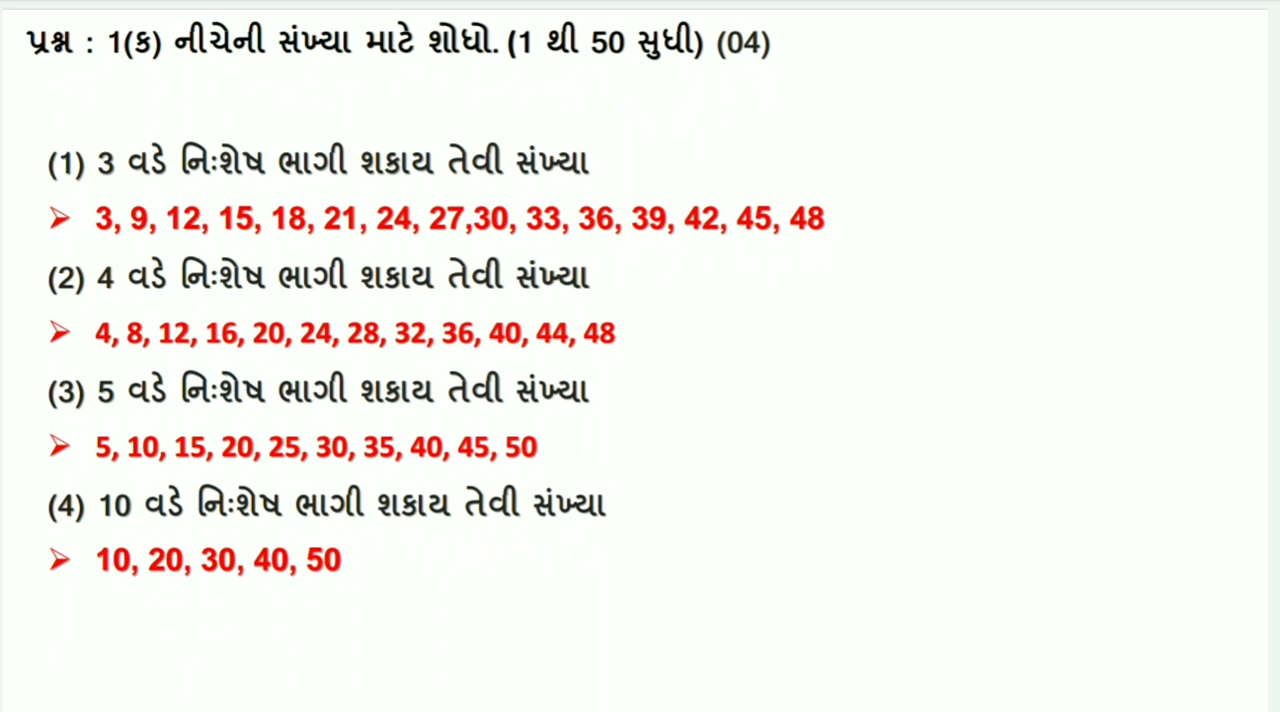 પ્રશ્ન : 1(ક) નીચેની સંખ્યા માટે શોધો. (1 થી 50 સુધી) (04)
(1) 3 વડે નિઃશેષ ભાગી શકાય તેવી સંખ્યા
➢ 3, 9, 12, 15, 18, 21, 24, 27,30, 33, 36, 39, 42, 45, 48
(2) 4 વડે નિઃશેષ ભાગી શકાય તેવી સંખ્યા
➢ 4, 8, 12, 16, 20, 24, 28, 32, 36, 40, 44, 48
(3) 5 વડે નિઃશેષ ભાગી શકાય તેવી સંખ્યા
➢ 5, 10, 15, 20, 25, 30, 35, 40, 45, 50
(4) 10 વડે નિઃશેષ ભાગી શકાય તેવી સંખ્યા
➢ 10, 20, 30, 40, 50